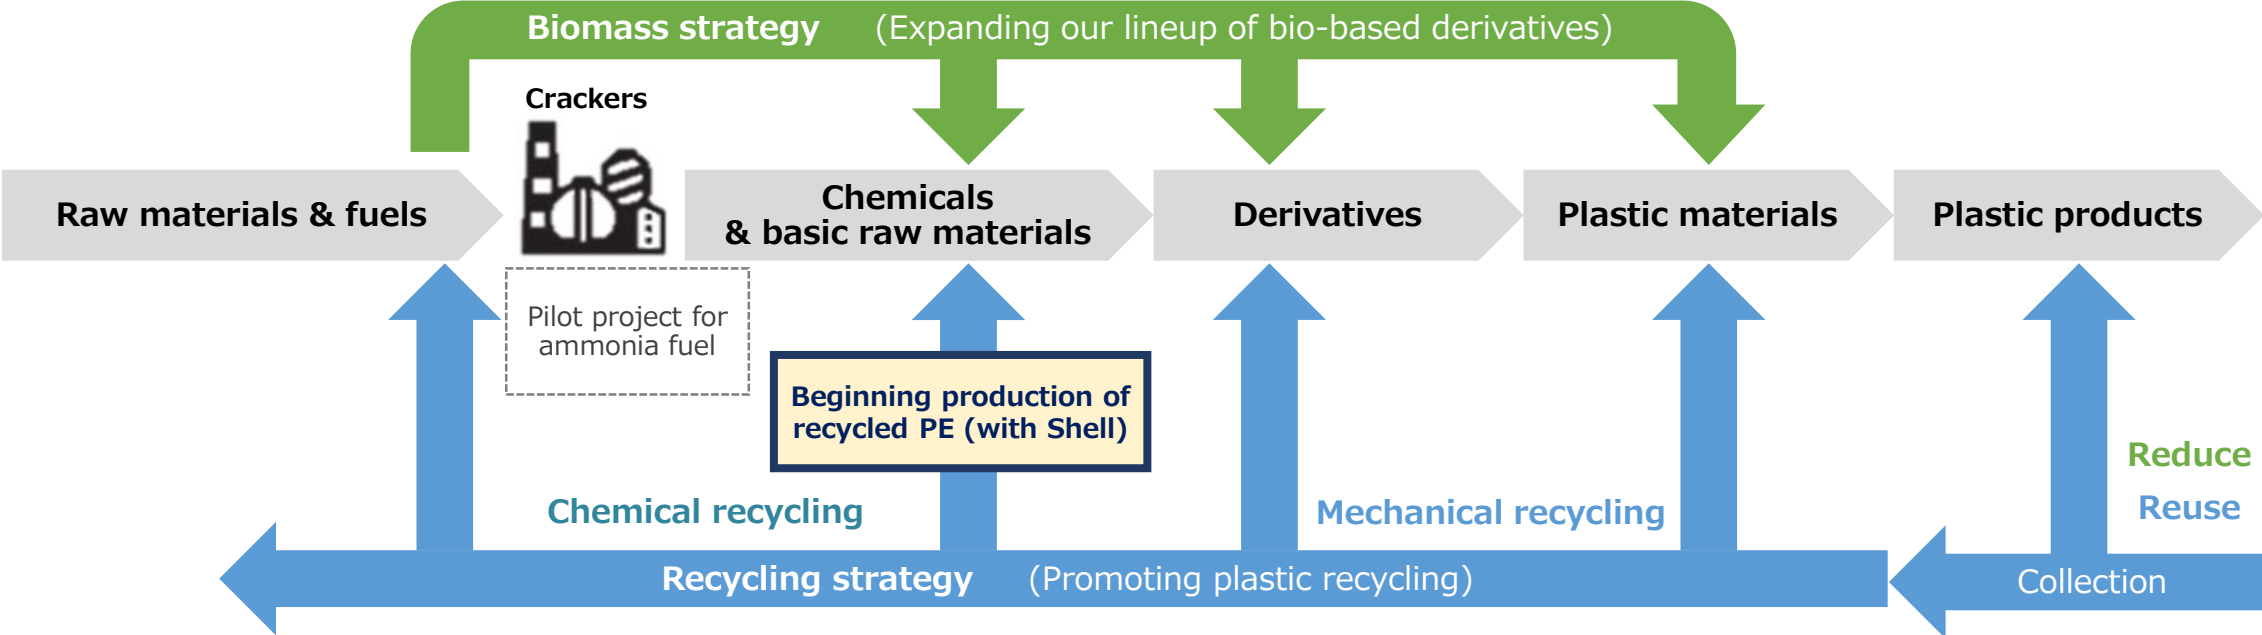 Biomass strategy (Expanding our lineup of bio-based derivatives)
Crackers
Raw materials & fuels
Chemicals
& basic raw materials
Derivatives
Plastic materials
Plastic products
Pilot project for
ammonia fuel
Beginning production of
recycled PE (with Shell)
Chemical recycling
Mechanical recycling
Reduce
Reuse
Recycling strategy (Promoting plastic recycling)
Collection